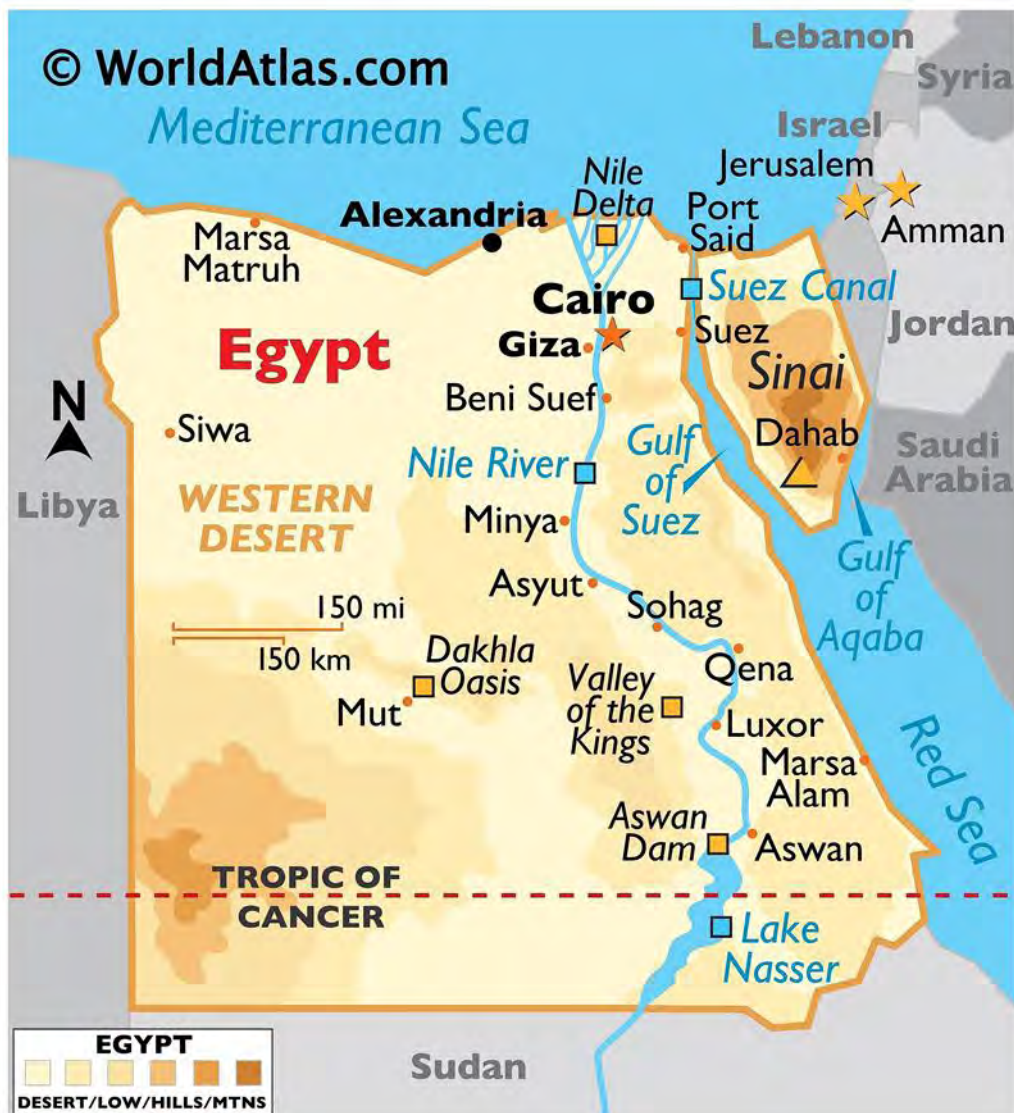 © WorldAtlas.com
Lebanon
Syria
Mediterranean Sea
Israel
Jerusalem
Amman
Nile
Delta
Port
Said
Alexandria
Marsa
Matruh
Suez Canal
Cairo
Jordan
Egypt
Giza
Suez
Sinai
N
Beni Suef
Siwa
Dahab
Gulf
of
Suez
Saudi
Arabia
Nile River
Libya
WESTERN
DESERT
Minya
Gulf
of
Aqaba
Asyut
150 mi
150 km
Sohag
Dakhla
Oasis
Qena
Mut
Valley
of the
Kings
Luxor
Red Sea
Marsa
Alam
Aswan
Dam
Aswan
TROPIC OF
CANCER
Lake
Nasser
EGYPT
DESERT/LOW/HILLS/MTNS
Sudan